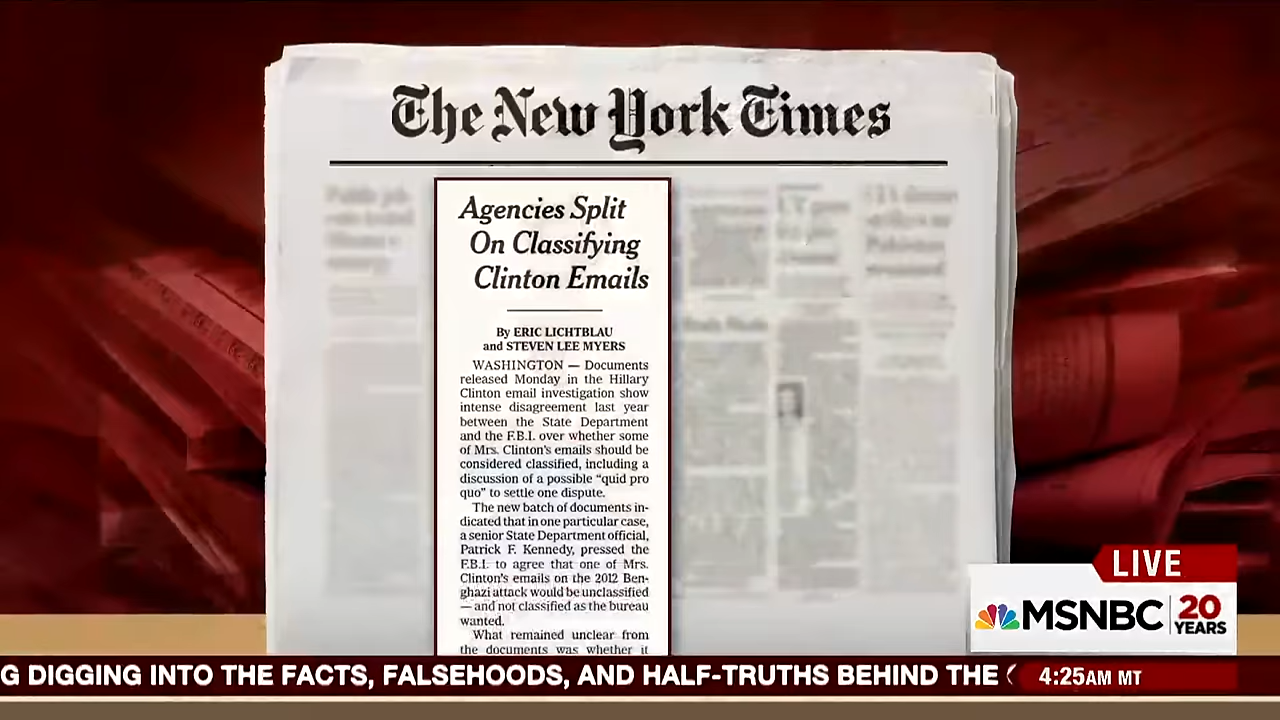 The New York Times
Agencies Split
On Classifying
Clinton Emails
By ERIC LICHTBLAU
and STEVEN LEE MYERS
WASHINGTON — Documents
released Monday in the Hillary
Clinton email investigation show
intense disagreement last year
between the State Department
and the F.B.I. over whether some
of Mrs. Clinton's emails should be
considered classified, including a
discussion of a possible "quid pro
quo" to settle one dispute.
The new batch of documents in-
dicated that in one particular case,
a senior State Department official,
Patrick F. Kennedy, pressed the
F.B.I. to agree that one of Mrs.
Clinton's emails on the 2012 Ben-
ghazi attack would be unclassified
— and not classified as the bureau
wanted.
What remained unclear from
the documents was whether it
LIVE
MSNBC 20
YEARS
G DIGGING INTO THE FACTS, FALSEHOODS, AND HALF-TRUTHS BEHIND THE
4:25AM MT